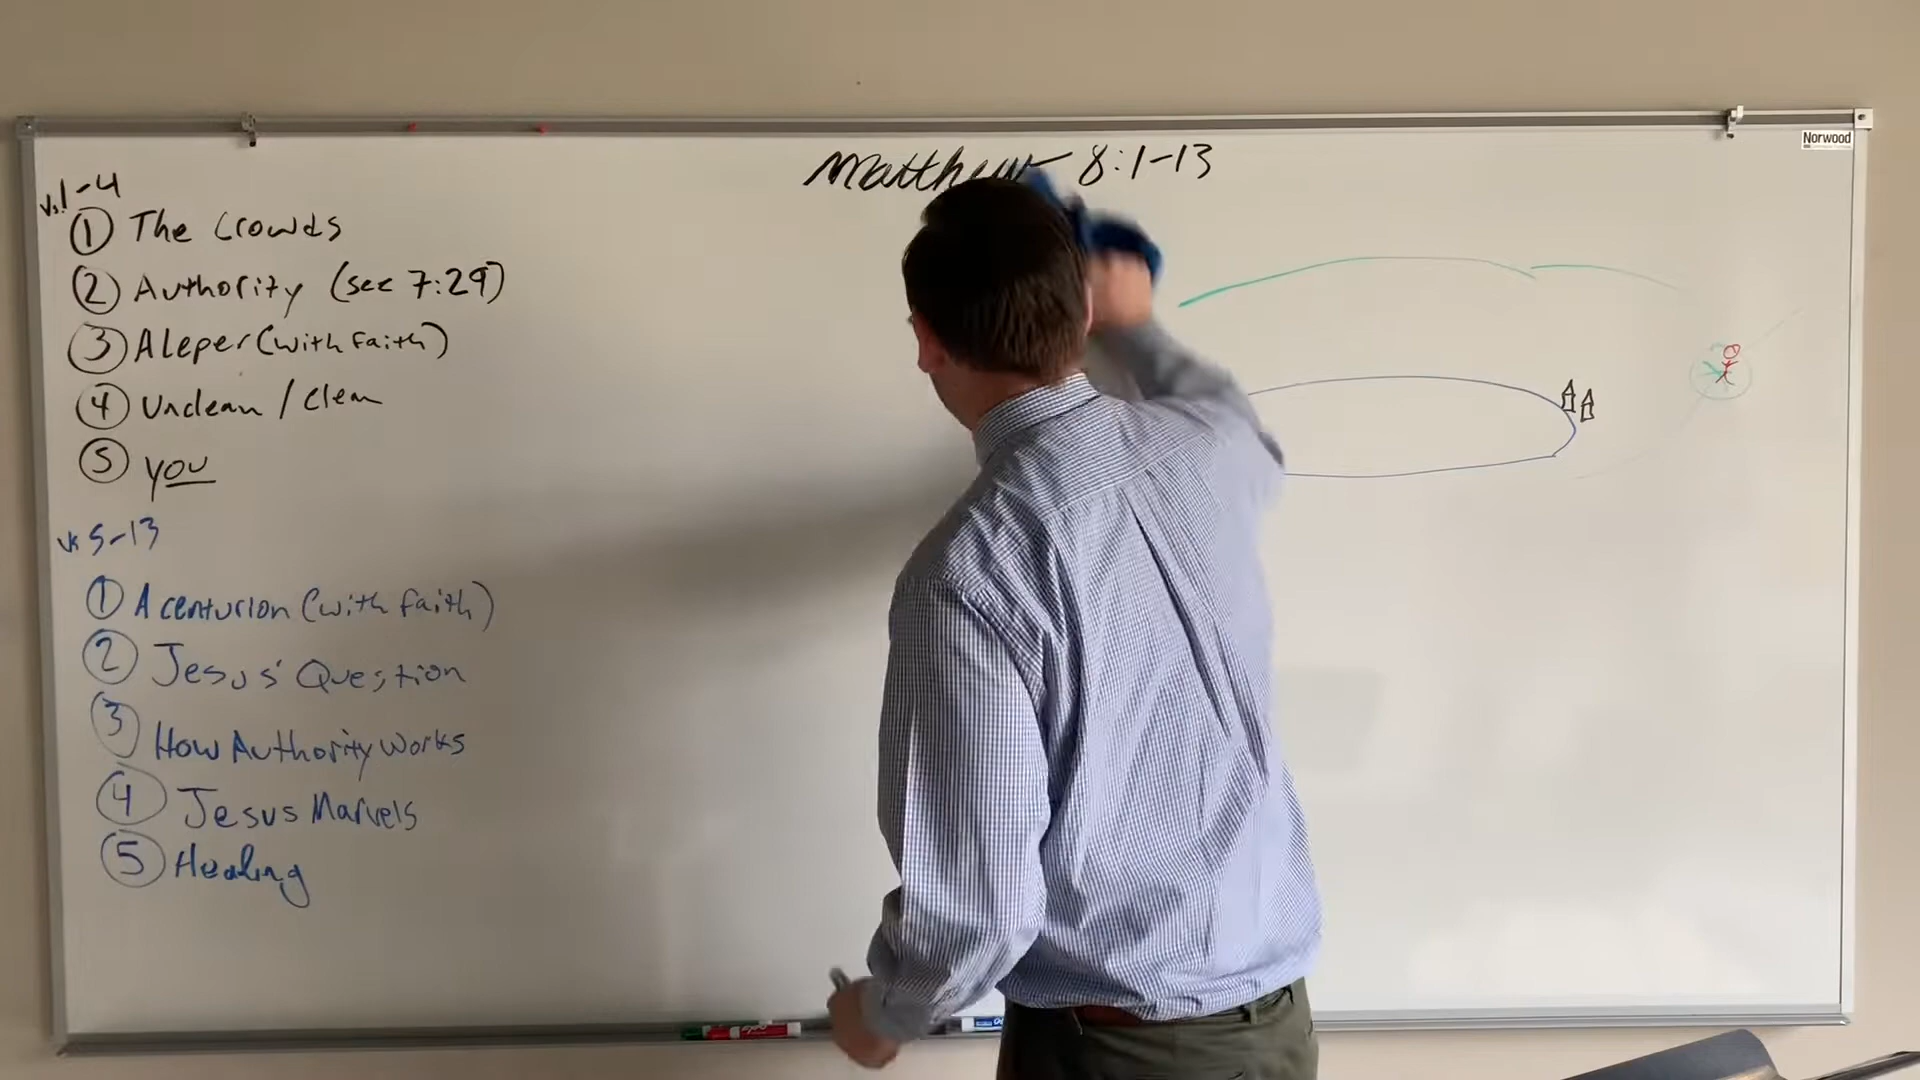 Matthew 8:1-13
Norwood
vs. 1-4
① The Crowds
② Authority (see 7:29)
③ A leper (with faith)
④ Unclean / Clean
⑤ you
vs 5-13
① A centurion (with faith)
② Jesus' Question
③ How Authority Works
④ Jesus Marvels
⑤ Healing